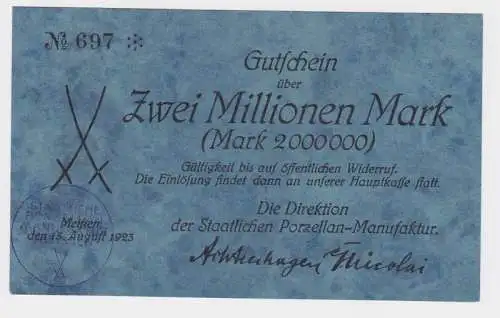 № 697 ※
Gutschein
über
Zwei Millionen Mark
(Mark 2000000)
Gültigkeit bis auf öffentlichen Widerruf.
Die Einlösung findet dann an unserer Hauptkasse statt.
Meißen,
den 15. August 1923
Die Direktion
der Staatlichen Porzellan-Manufaktur.
Nicolai